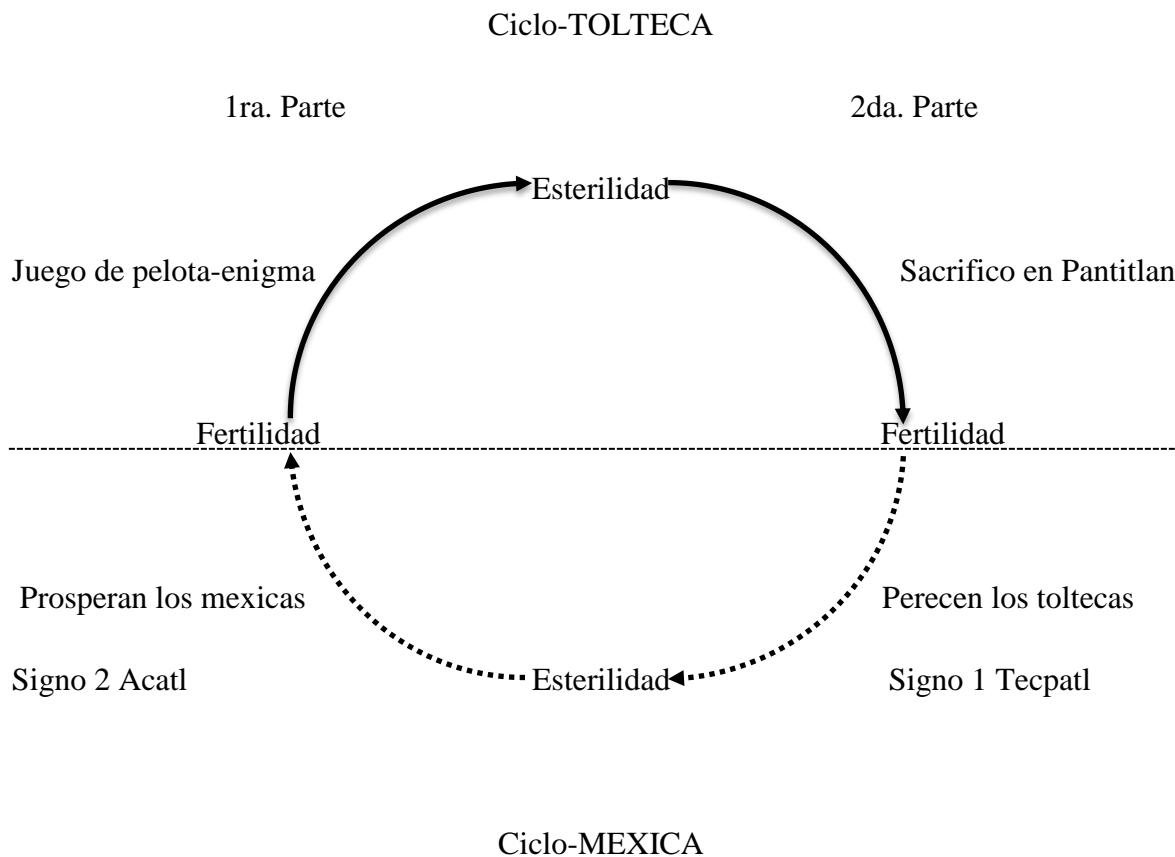 Ciclo-TOLTECA
1ra. Parte
2da. Parte
Esterilidad
Juego de pelota-enigma
Sacrifico en Pantitlan
Fertilidad
Fertilidad
Prosperan los mexicas
Perecen los toltecas
Signo 2 Acatl
Esterilidad
Signo 1 Tecpatl
Ciclo-MEXICA